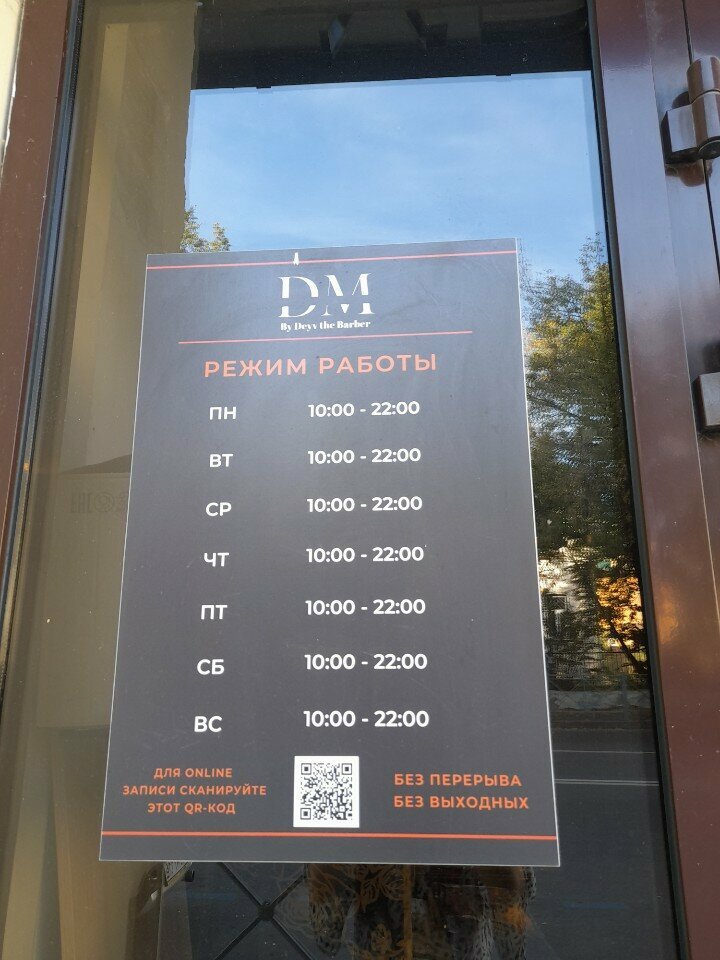 DM
By Deyv the Barber
РЕЖИМ РАБОТЫ
ПН 10:00 - 22:00
ВТ 10:00 - 22:00
СР 10:00 - 22:00
ЧТ 10:00 - 22:00
ПТ 10:00 - 22:00
СБ 10:00 - 22:00
ВС 10:00 - 22:00
ДЛЯ ONLINE
ЗАПИСИ СКАНИРУЙТЕ
ЭТОТ QR-КОД
БЕЗ ПЕРЕРЫВА
БЕЗ ВЫХОДНЫХ